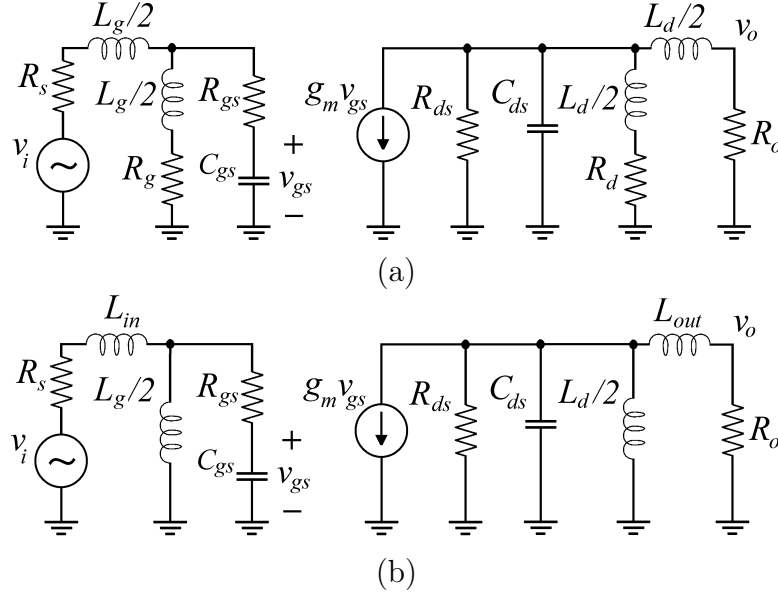 L_g/2 L_d/2 v_o
R_s L_g/2 R_gs g_m v_gs R_ds C_ds L_d/2
v_i R_g C_gs + v_gs − R_d R_o
(a)
L_in L_out v_o
R_s L_g/2 R_gs g_m v_gs R_ds C_ds L_d/2
v_i C_gs + v_gs − R_o
(b)